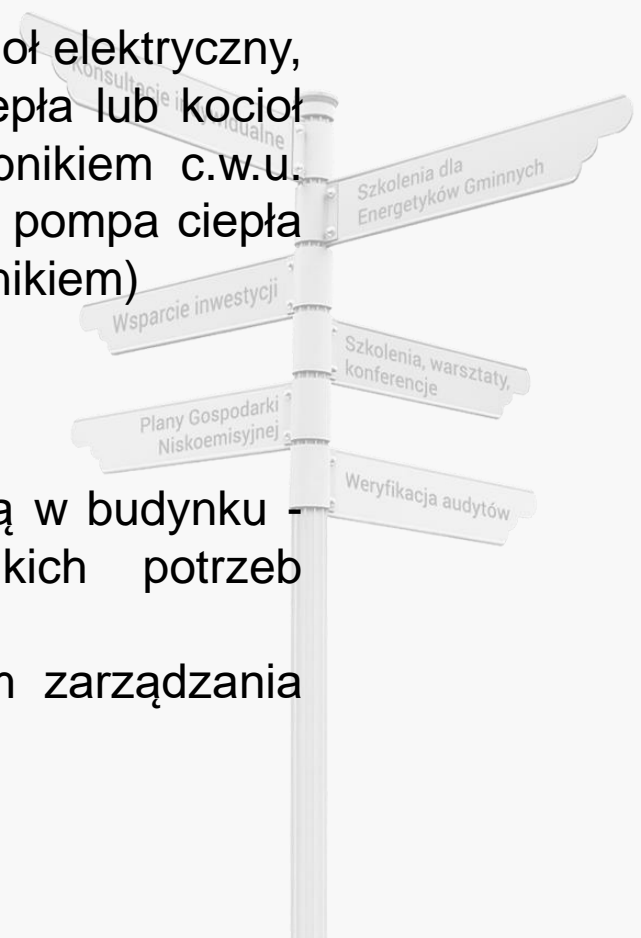 oł elektryczny,
epła lub kocioł
onikiem c.w.u.
pompa ciepła
nikiem)
ą w budynku -
kich potrzeb
zarządzania
Konsultacje indywidualne
Szkolenia dla
Energetyków Gminnych
Wsparcie inwestycji
Szkolenia, warsztaty,
konferencje
Plany Gospodarki
Niskoemisyjnej
Weryfikacja audytów